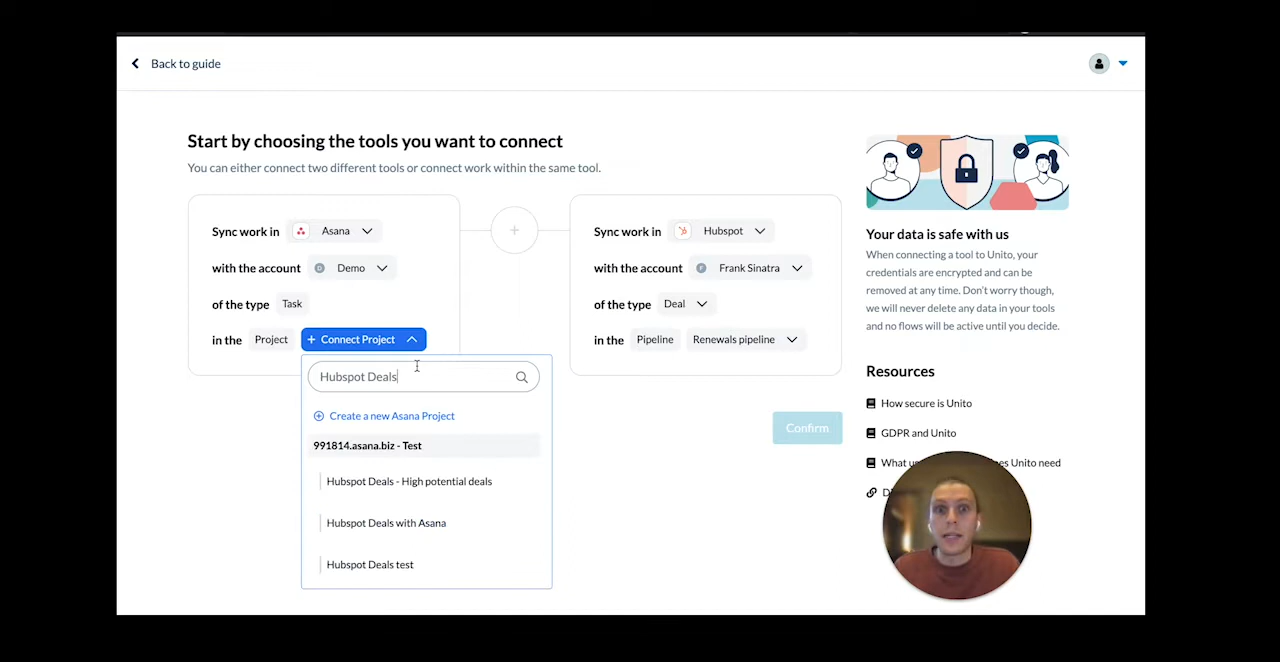 Back to guide
Start by choosing the tools you want to connect
You can either connect two different tools or connect work within the same tool.
Sync work in Asana
with the account D Demo
of the type Task
in the Project + Connect Project
Hubspot Deals
Create a new Asana Project
991814.asana.biz - Test
Hubspot Deals - High potential deals
Hubspot Deals with Asana
Hubspot Deals test
Sync work in Hubspot
with the account F Frank Sinatra
of the type Deal
in the Pipeline Renewals pipeline
Confirm
Your data is safe with us
When connecting a tool to Unito, your
credentials are encrypted and can be
removed at any time. Don't worry though,
we will never delete any data in your tools
and no flows will be active until you decide.
Resources
How secure is Unito
GDPR and Unito
What Unito need